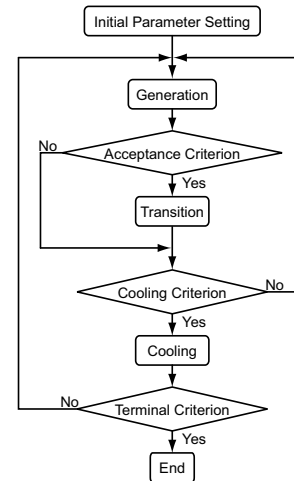 Initial Parameter Setting
Generation
No
Acceptance Criterion
Yes
Transition
Cooling Criterion
No
Yes
Cooling
No
Terminal Criterion
Yes
End